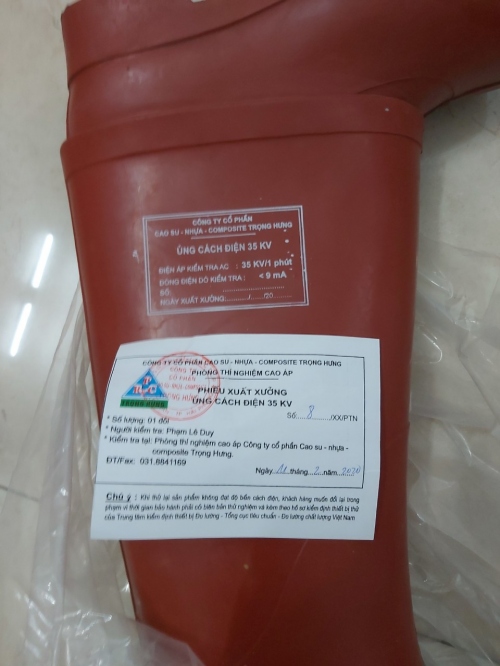 CÔNG TY CỔ PHẦN
CAO SU - NHỰA - COMPOSITE TRỌNG HƯNG
ỦNG CÁCH ĐIỆN 35 KV
ĐIỆN ÁP KIỂM TRA AC : 35 KV/1 phút
DÒNG ĐIỆN DÒ KIỂM TRA : < 9 mA
SỐ:
NGÀY XUẤT XƯỞNG:........./......./20....
CÔNG TY CỔ PHẦN CAO SU - NHỰA - COMPOSITE TRỌNG HƯNG
PHÒNG THÍ NGHIỆM CAO ÁP
PHIẾU XUẤT XƯỞNG
ỦNG CÁCH ĐIỆN 35 KV
TRỌNG HƯNG
Số: 8 ./XX/PTN
* Số lượng: 01 đôi
* Người kiểm tra: Phạm Lê Duy
* Kiểm tra tại: Phòng thí nghiệm cao áp Công ty cổ phần Cao su - nhựa -
composite Trọng Hưng.
ĐT/Fax: 031.8841169
Ngày 11 tháng 2 năm 2020
Chú ý : Khi thử lại sản phẩm không đạt độ bền cách điện, khách hàng muốn đổi lại trong
phạm vi thời gian bảo hành phải có biên bản thử nghiệm và kèm theo hồ sơ kiểm định thiết bị thử
của Trung tâm kiểm định thiết bị Đo lường - Tổng cục tiêu chuẩn - Đo lường chất lượng Việt Nam